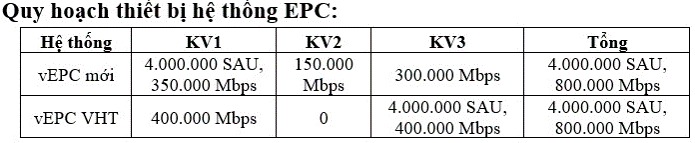 Quy hoạch thiết bị hệ thống EPC:
Hệ thống KV1 KV2 KV3 Tổng
vEPC mới 4.000.000 SAU, 350.000 Mbps 150.000 Mbps 300.000 Mbps 4.000.000 SAU, 800.000 Mbps
vEPC VHT 400.000 Mbps 0 4.000.000 SAU, 400.000 Mbps 4.000.000 SAU, 800.000 Mbps